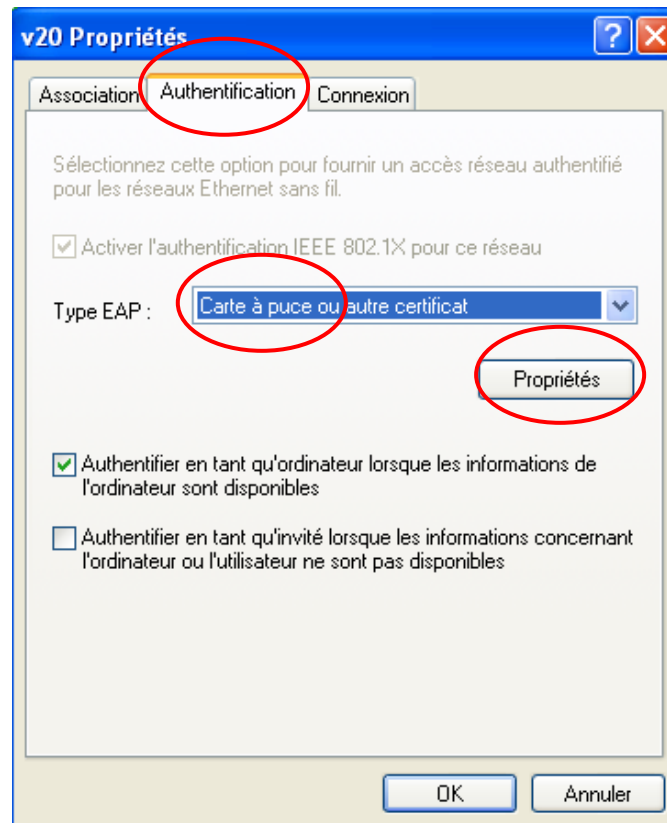 v20 Propriétés
Association Authentification Connexion
Sélectionnez cette option pour fournir un accès réseau authentifié
pour les réseaux Ethernet sans fil.
Activer l'authentification IEEE 802.1X pour ce réseau
Type EAP : Carte à puce ou autre certificat
Propriétés
Authentifier en tant qu'ordinateur lorsque les informations de
l'ordinateur sont disponibles
Authentifier en tant qu'invité lorsque les informations concernant
l'ordinateur ou l'utilisateur ne sont pas disponibles
OK Annuler